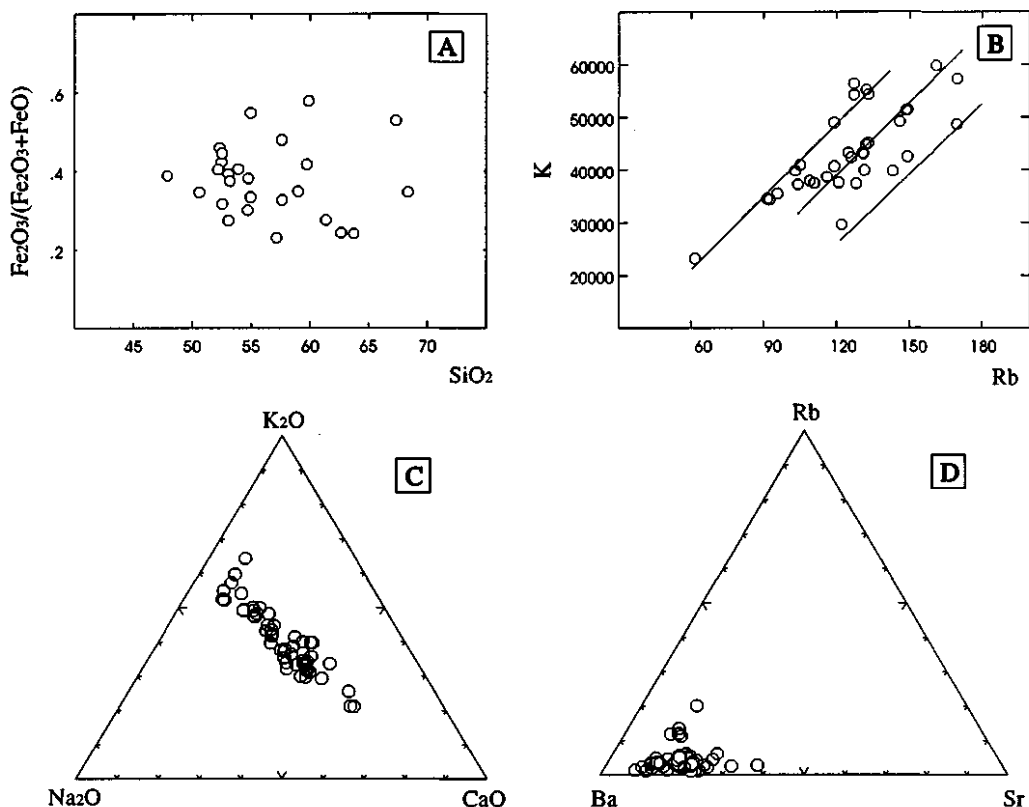 A
Fe2O3/(Fe2O3+FeO)
.6
.4
.2
45 50 55 60 65 70
SiO2
B
K
60000
50000
40000
30000
20000
60 90 120 150 180
Rb
K2O
C
Na2O
CaO
Rb
D
Ba
Sr